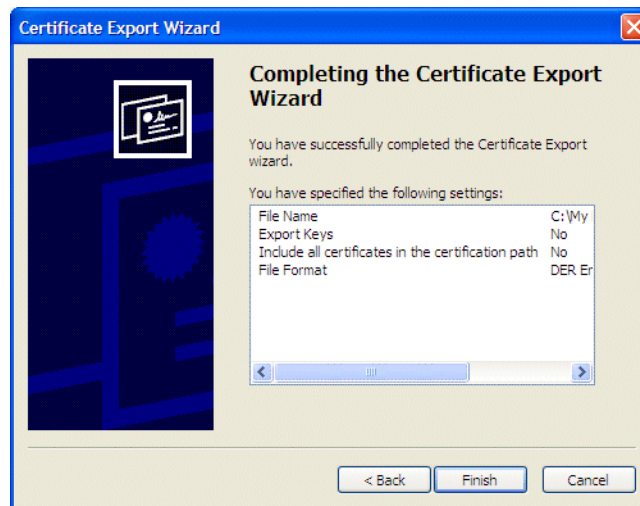 Certificate Export Wizard
Completing the Certificate Export
Wizard
You have successfully completed the Certificate Export
wizard.
You have specified the following settings:
File Name C:\My
Export Keys No
Include all certificates in the certification path No
File Format DER Er
< Back Finish Cancel